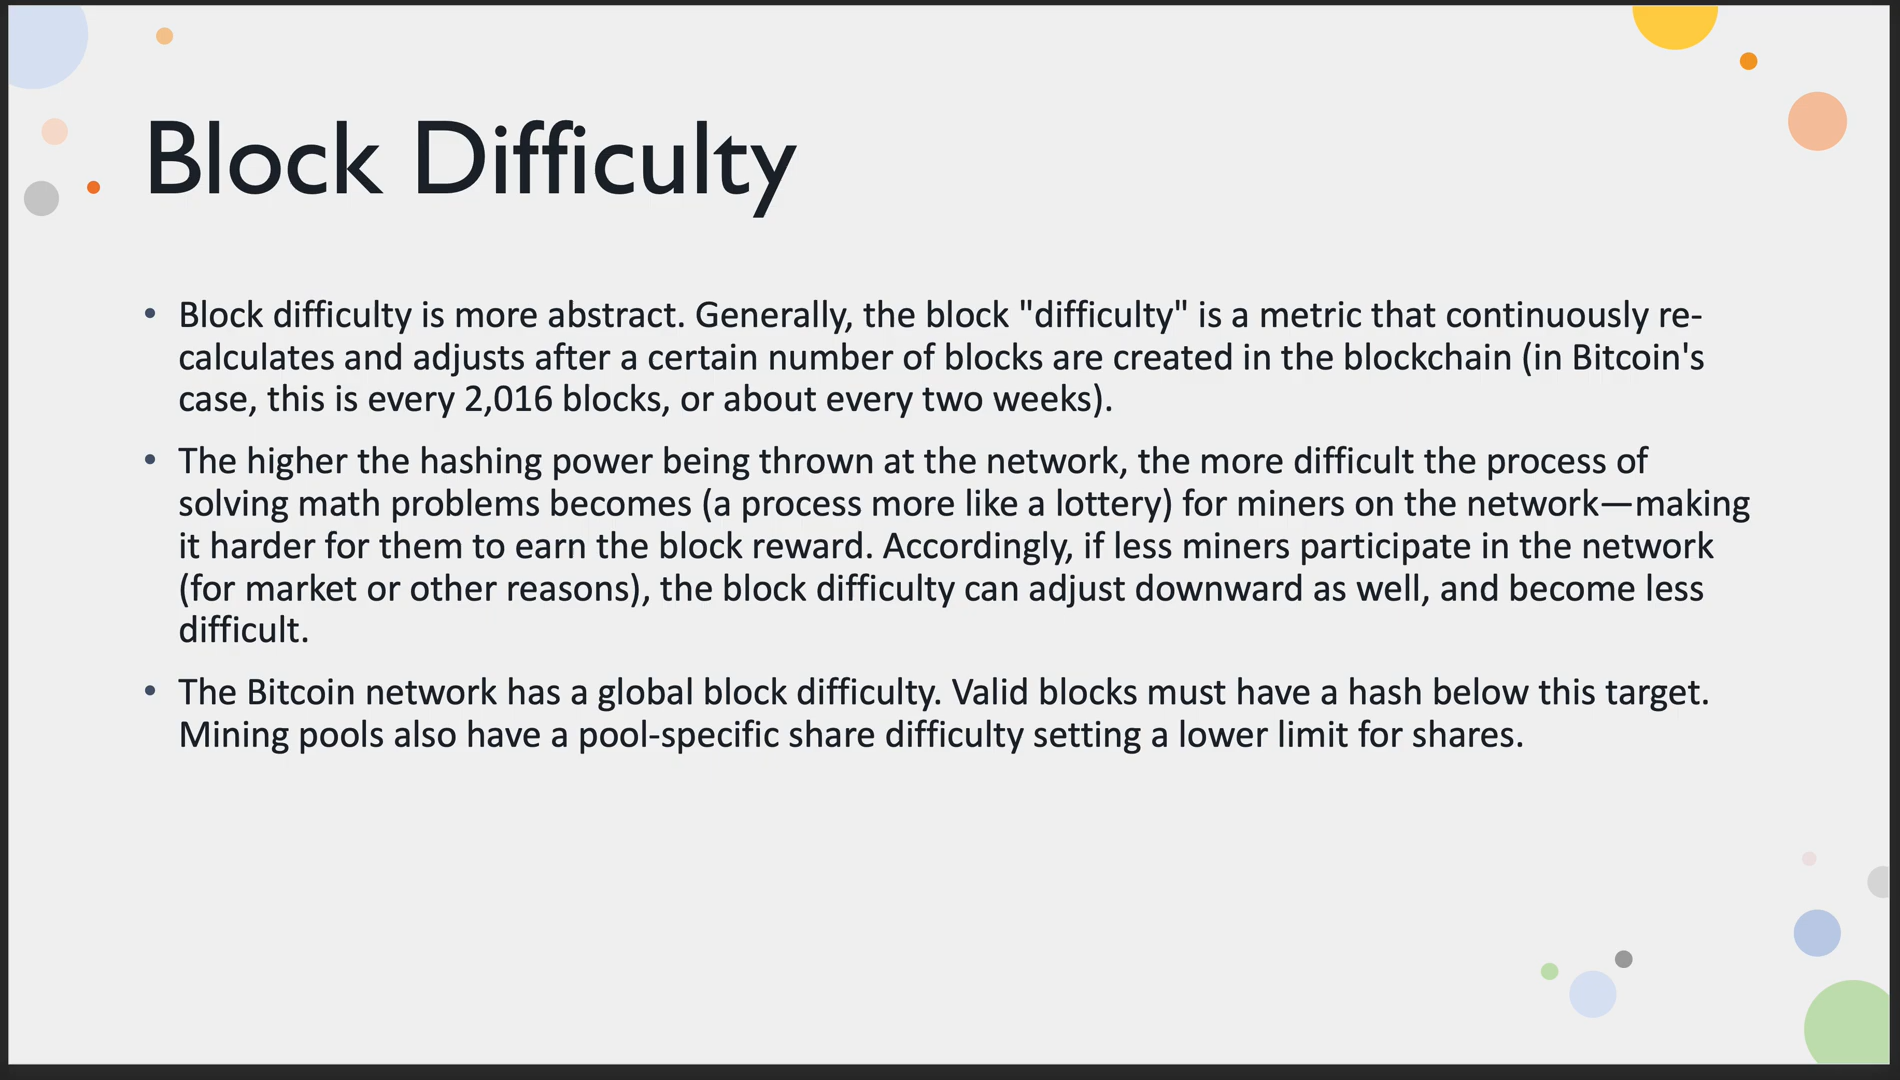 Block Difficulty
• Block difficulty is more abstract. Generally, the block "difficulty" is a metric that continuously re-
calculates and adjusts after a certain number of blocks are created in the blockchain (in Bitcoin's
case, this is every 2,016 blocks, or about every two weeks).
• The higher the hashing power being thrown at the network, the more difficult the process of
solving math problems becomes (a process more like a lottery) for miners on the network—making
it harder for them to earn the block reward. Accordingly, if less miners participate in the network
(for market or other reasons), the block difficulty can adjust downward as well, and become less
difficult.
• The Bitcoin network has a global block difficulty. Valid blocks must have a hash below this target.
Mining pools also have a pool-specific share difficulty setting a lower limit for shares.